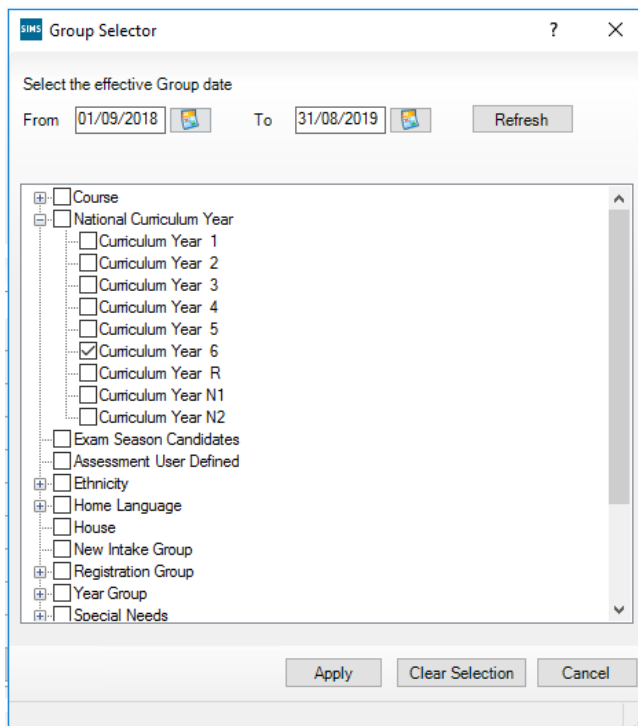 SIMS Group Selector ? X
Select the effective Group date
From 01/09/2018 To 31/08/2019 Refresh
Course
National Curriculum Year
Curriculum Year 1
Curriculum Year 2
Curriculum Year 3
Curriculum Year 4
Curriculum Year 5
Curriculum Year 6
Curriculum Year R
Curriculum Year N1
Curriculum Year N2
Exam Season Candidates
Assessment User Defined
Ethnicity
Home Language
House
New Intake Group
Registration Group
Year Group
Special Needs
Apply Clear Selection Cancel